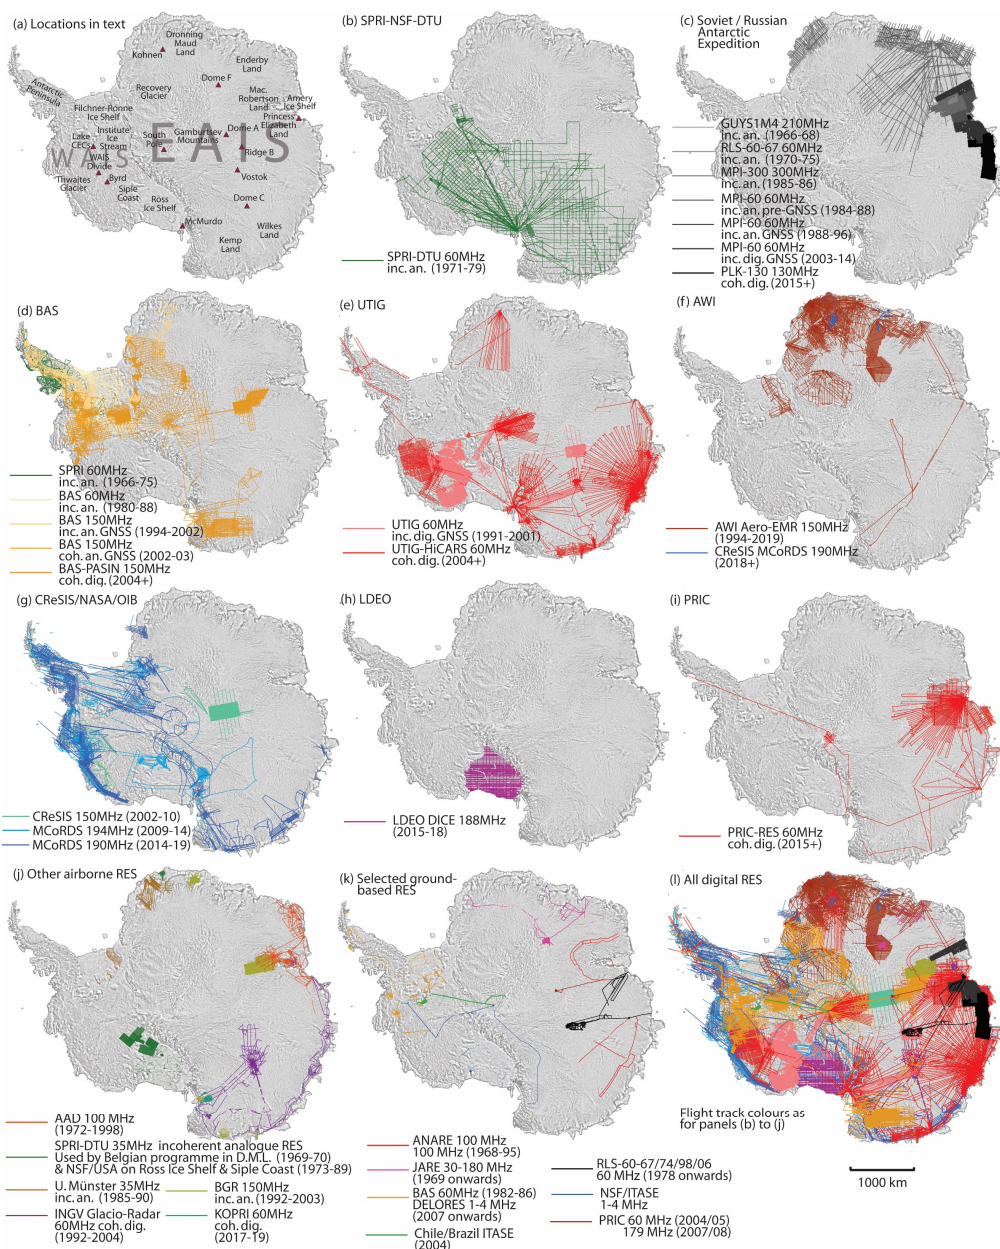 (a) Locations in text
Dronning
Maud
Land
Kohnen
Enderby
Land
Dome F
Antarctic
Peninsula
Recovery
Glacier
Mac.
Robertson
Land
Amery
Ice Shelf
Filchner-Ronne
Ice Shelf
Princess
Elizabeth
Land
Institute
Ice
Stream
Lake
CECs
South
Pole
Gamburtsev
Mountains
Dome A
WAIS
EAIS
Ridge B
WAIS
Divide
Vostok
Thwaites
Glacier
Byrd
Siple
Coast
Ross
Ice Shelf
Dome C
McMurdo
Wilkes
Land
Kemp
Land
(b) SPRI-NSF-DTU
SPRI-DTU 60MHz
inc. an. (1971-79)
(c) Soviet / Russian
Antarctic
Expedition
GUYS1M4 210MHz
inc. an. (1966-68)
RLS-60-67 60MHz
inc. an. (1970-75)
MPI-300 300MHz
inc. an. (1985-86)
MPI-60 60MHz
inc. an. pre-GNSS (1984-88)
MPI-60 60MHz
inc. an. GNSS (1988-96)
MPI-60 60MHz
inc. dig. GNSS (2003-14)
PLK-130 130MHz
coh. dig. (2015+)
(d) BAS
SPRI 60MHz
inc. an. (1966-75)
BAS 60MHz
inc. an. (1980-88)
BAS 150MHz
inc. an. GNSS (1994-2002)
BAS 150MHz
coh. an. GNSS (2002-03)
BAS-PASIN 150MHz
coh. dig. (2004+)
(e) UTIG
UTIG 60MHz
inc. dig. GNSS (1991-2001)
UTIG-HiCARS 60MHz
coh. dig. (2004+)
(f) AWI
AWI Aero-EMR 150MHz
(1994-2019)
CReSIS MCoRDS 190MHz
(2018+)
(g) CReSIS/NASA/OIB
CReSIS 150MHz (2002-10)
MCoRDS 194MHz (2009-14)
MCoRDS 190MHz (2014-19)
(h) LDEO
LDEO DICE 188MHz
(2015-18)
(i) PRIC
PRIC-RES 60MHz
coh. dig. (2015+)
(j) Other airborne RES
AAD 100 MHz
(1972-1998)
SPRI-DTU 35MHz incoherent analogue RES
Used by Belgian programme in D.M.L. (1969-70)
& NSF/USA on Ross Ice Shelf & Siple Coast (1973-89)
U. Münster 35MHz
inc. an. (1985-90)
BGR 150MHz
inc. an. (1992-2003)
INGV Glacio-Radar
60MHz coh. dig.
(1992-2004)
KOPRI 60MHz
coh. dig.
(2017-19)
(k) Selected ground-
based RES
ANARE 100 MHz
100 MHz (1968-95)
JARE 30-180 MHz
(1969 onwards)
BAS 60MHz (1982-86)
DELORES 1-4 MHz
(2007 onwards)
Chile/Brazil ITASE
(2004)
RLS-60-67/74/98/06
60 MHz (1978 onwards)
NSF/ITASE
1-4 MHz
PRIC 60 MHz (2004/05)
179 MHz (2007/08)
(l) All digital RES
Flight track colours as
for panels (b) to (j)
1000 km